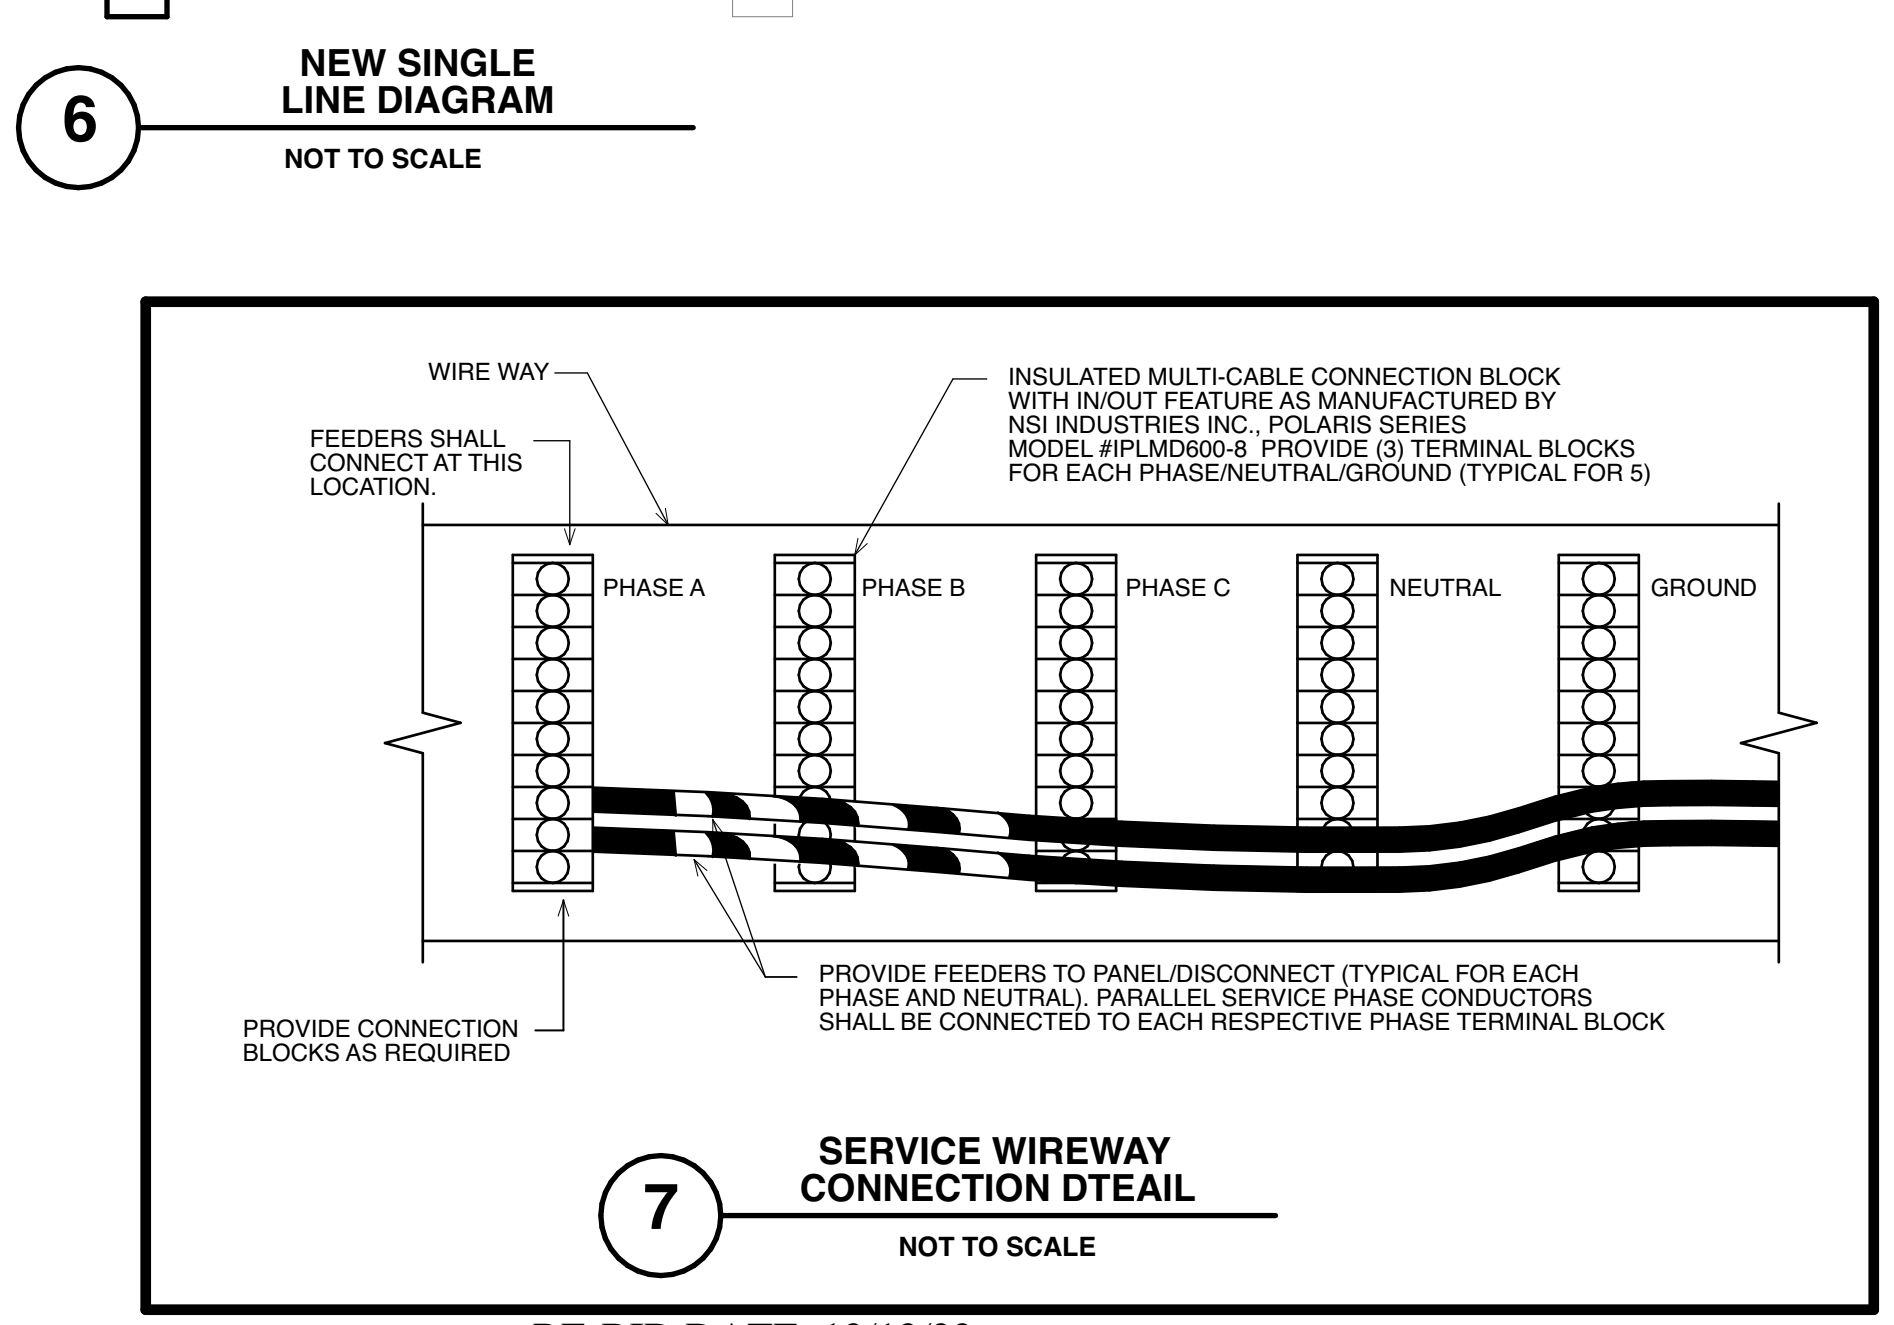 6
NEW SINGLE
LINE DIAGRAM
NOT TO SCALE
WIRE WAY
FEEDERS SHALL
CONNECT AT THIS
LOCATION.
INSULATED MULTI-CABLE CONNECTION BLOCK
WITH IN/OUT FEATURE AS MANUFACTURED BY
NSI INDUSTRIES INC., POLARIS SERIES
MODEL #IPLMD600-8 PROVIDE (3) TERMINAL BLOCKS
FOR EACH PHASE/NEUTRAL/GROUND (TYPICAL FOR 5)
PHASE A
PHASE B
PHASE C
NEUTRAL
GROUND
PROVIDE FEEDERS TO PANEL/DISCONNECT (TYPICAL FOR EACH
PHASE AND NEUTRAL). PARALLEL SERVICE PHASE CONDUCTORS
SHALL BE CONNECTED TO EACH RESPECTIVE PHASE TERMINAL BLOCK
PROVIDE CONNECTION
BLOCKS AS REQUIRED
7
SERVICE WIREWAY
CONNECTION DTEAIL
NOT TO SCALE